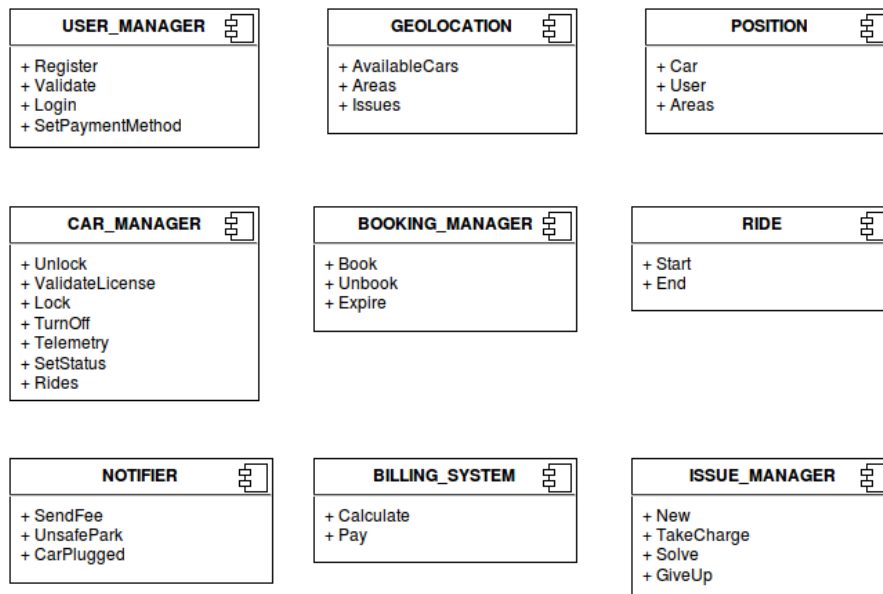 USER_MANAGER
+ Register
+ Validate
+ Login
+ SetPaymentMethod
GEOLOCATION
+ AvailableCars
+ Areas
+ Issues
POSITION
+ Car
+ User
+ Areas
CAR_MANAGER
+ Unlock
+ ValidateLicense
+ Lock
+ TurnOff
+ Telemetry
+ SetStatus
+ Rides
BOOKING_MANAGER
+ Book
+ Unbook
+ Expire
RIDE
+ Start
+ End
NOTIFIER
+ SendFee
+ UnsafePark
+ CarPlugged
BILLING_SYSTEM
+ Calculate
+ Pay
ISSUE_MANAGER
+ New
+ TakeCharge
+ Solve
+ GiveUp